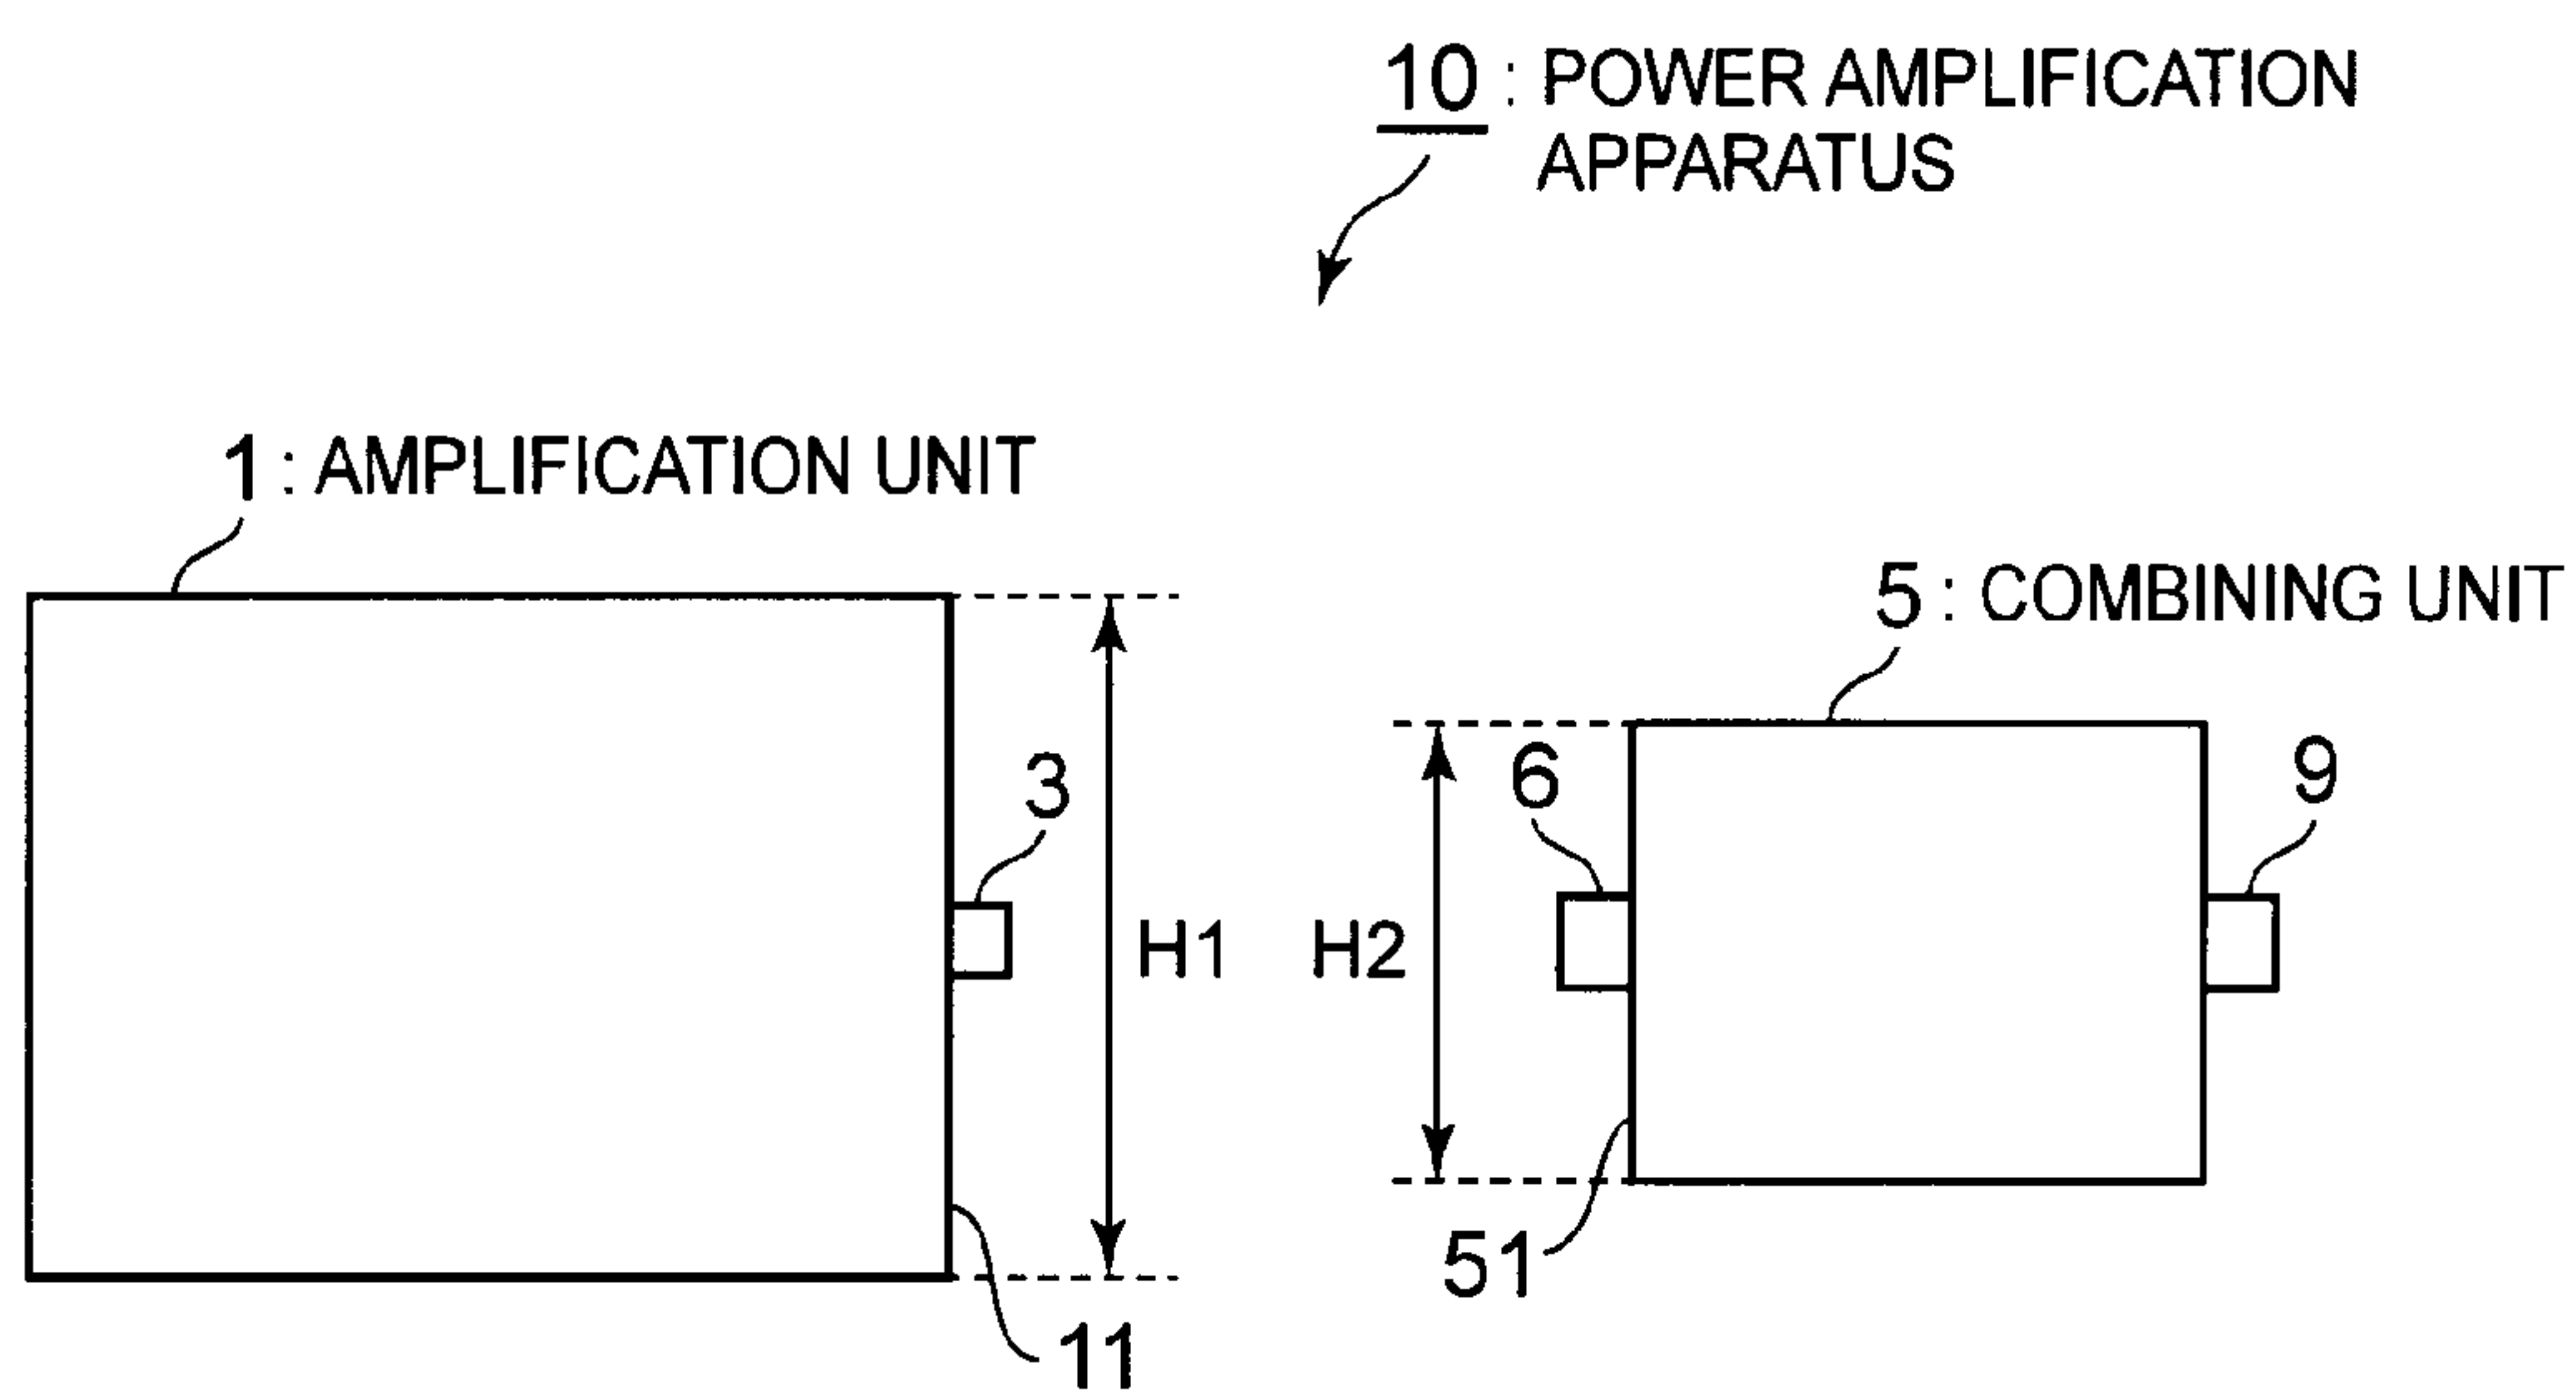 10 : POWER AMPLIFICATION
APPARATUS
1 : AMPLIFICATION UNIT
5 : COMBINING UNIT
3
6
9
H1
H2
51
11